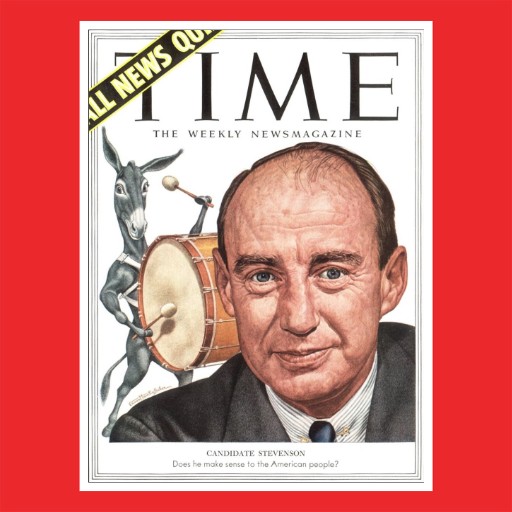 ALL NEWS QU
TIME
THE WEEKLY NEWSMAGAZINE
CANDIDATE STEVENSON
Does he make sense to the American people?